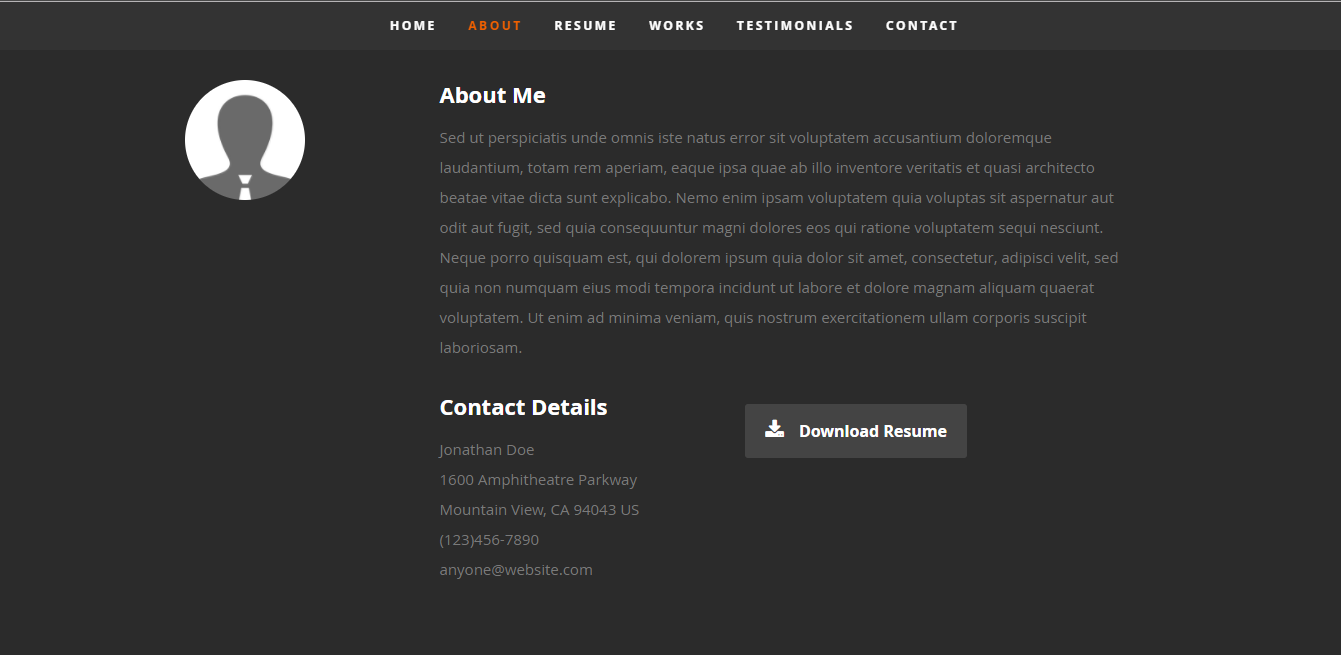 HOME ABOUT RESUME WORKS TESTIMONIALS CONTACT
About Me
Sed ut perspiciatis unde omnis iste natus error sit voluptatem accusantium doloremque
laudantium, totam rem aperiam, eaque ipsa quae ab illo inventore veritatis et quasi architecto
beatae vitae dicta sunt explicabo. Nemo enim ipsam voluptatem quia voluptas sit aspernatur aut
odit aut fugit, sed quia consequuntur magni dolores eos qui ratione voluptatem sequi nesciunt.
Neque porro quisquam est, qui dolorem ipsum quia dolor sit amet, consectetur, adipisci velit, sed
quia non numquam eius modi tempora incidunt ut labore et dolore magnam aliquam quaerat
voluptatem. Ut enim ad minima veniam, quis nostrum exercitationem ullam corporis suscipit
laboriosam.
Contact Details
Jonathan Doe
1600 Amphitheatre Parkway
Mountain View, CA 94043 US
(123)456-7890
anyone@website.com
Download Resume